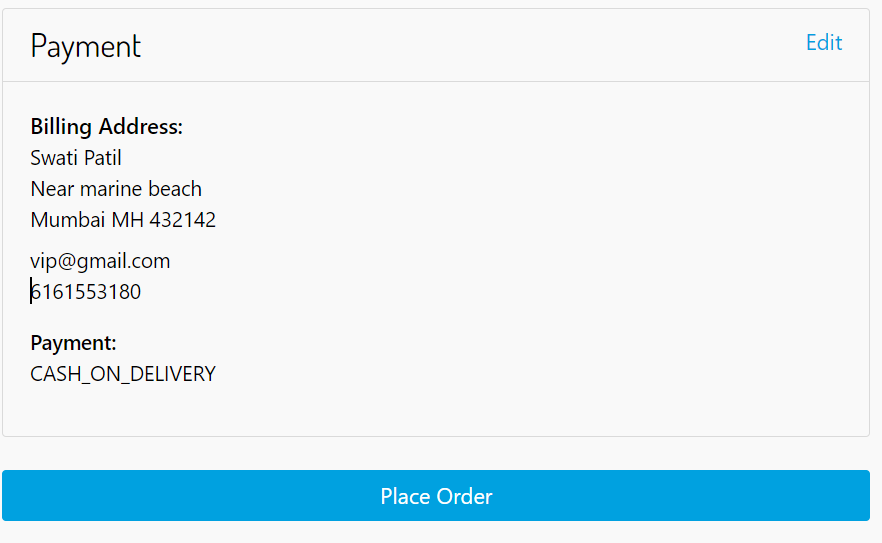 Payment
Edit
Billing Address:
Swati Patil
Near marine beach
Mumbai MH 432142
vip@gmail.com
6161553180
Payment:
CASH_ON_DELIVERY
Place Order